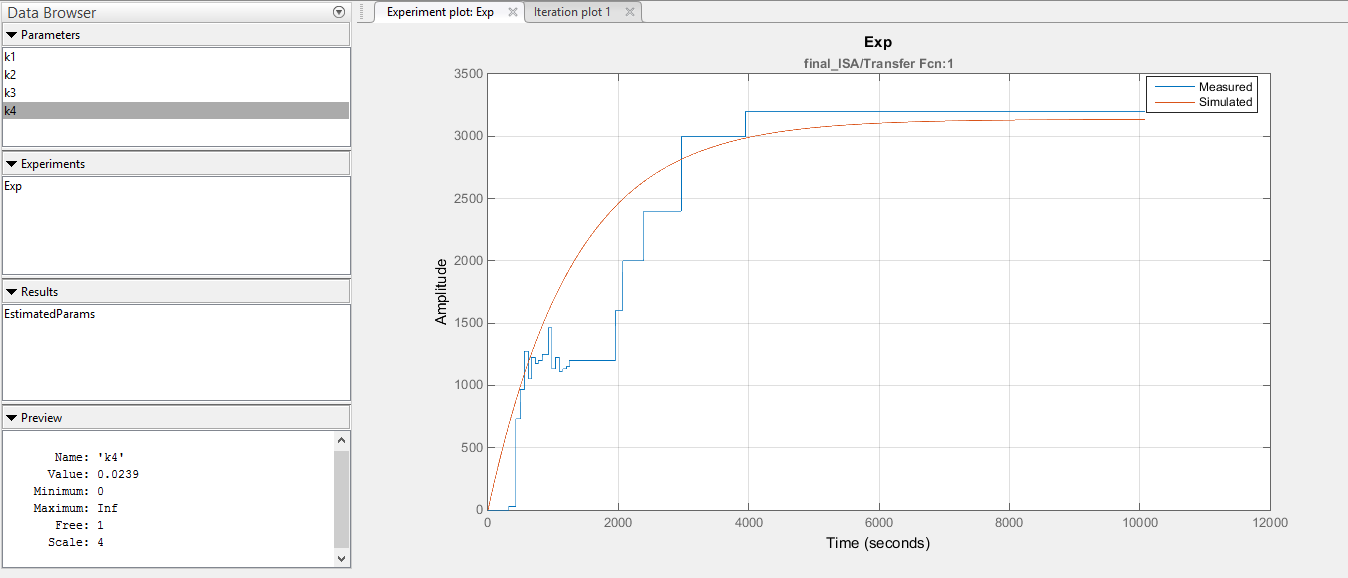 Data Browser
Parameters
k1
k2
k3
k4
Experiments
Exp
Results
EstimatedParams
Preview
Name: 'k4'
Value: 0.0239
Minimum: 0
Maximum: Inf
Free: 1
Scale: 4
Experiment plot: Exp
Iteration plot 1
Exp
final_ISA/Transfer Fcn:1
Measured
Simulated
3500
3000
2500
2000
1500
1000
500
0
Amplitude
0 2000 4000 6000 8000 10000 12000
Time (seconds)